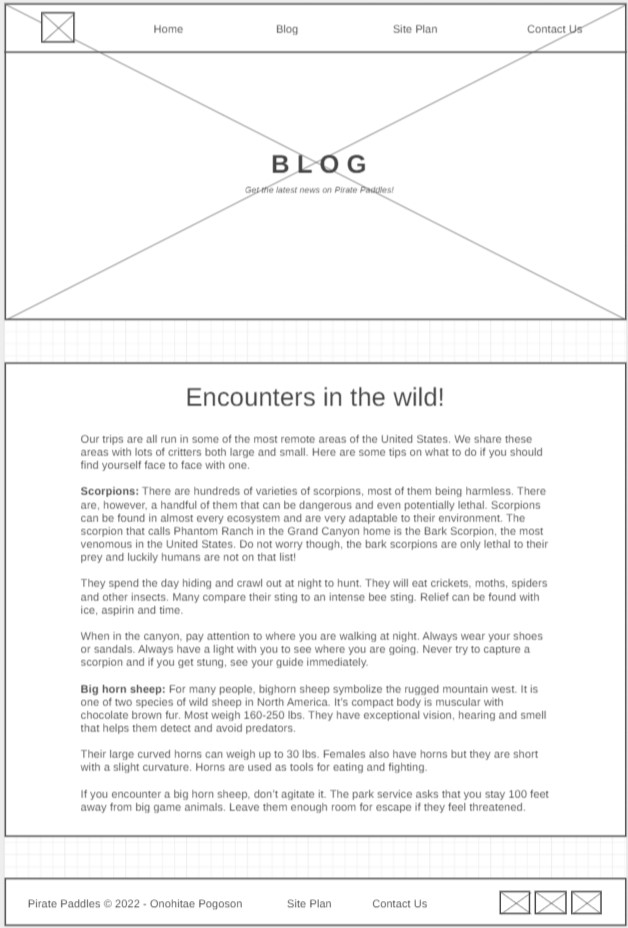 Home Blog Site Plan Contact Us
BLOG
Get the latest news on Pirate Paddles!
Encounters in the wild!
Our trips are all run in some of the most remote areas of the United States. We share these
areas with lots of critters both large and small. Here are some tips on what to do if you should
find yourself face to face with one.
Scorpions: There are hundreds of varieties of scorpions, most of them being harmless. There
are, however, a handful of them that can be dangerous and even potentially lethal. Scorpions
can be found in almost every ecosystem and are very adaptable to their environment. The
scorpion that calls Phantom Ranch in the Grand Canyon home is the Bark Scorpion, the most
venomous in the United States. Do not worry though, the bark scorpions are only lethal to their
prey and luckily humans are not on that list!
They spend the day hiding and crawl out at night to hunt. They will eat crickets, moths, spiders
and other insects. Many compare their sting to an intense bee sting. Relief can be found with
ice, aspirin and time.
When in the canyon, pay attention to where you are walking at night. Always wear your shoes
or sandals. Always have a light with you to see where you are going. Never try to capture a
scorpion and if you get stung, see your guide immediately.
Big horn sheep: For many people, bighorn sheep symbolize the rugged mountain west. It is
one of two species of wild sheep in North America. It's compact body is muscular with
chocolate brown fur. Most weigh 160-250 lbs. They have exceptional vision, hearing and smell
that helps them detect and avoid predators.
Their large curved horns can weigh up to 30 lbs. Females also have horns but they are short
with a slight curvature. Horns are used as tools for eating and fighting.
If you encounter a big horn sheep, don't agitate it. The park service asks that you stay 100 feet
away from big game animals. Leave them enough room for escape if they feel threatened.
Pirate Paddles © 2022 - Onohitae Pogoson Site Plan Contact Us